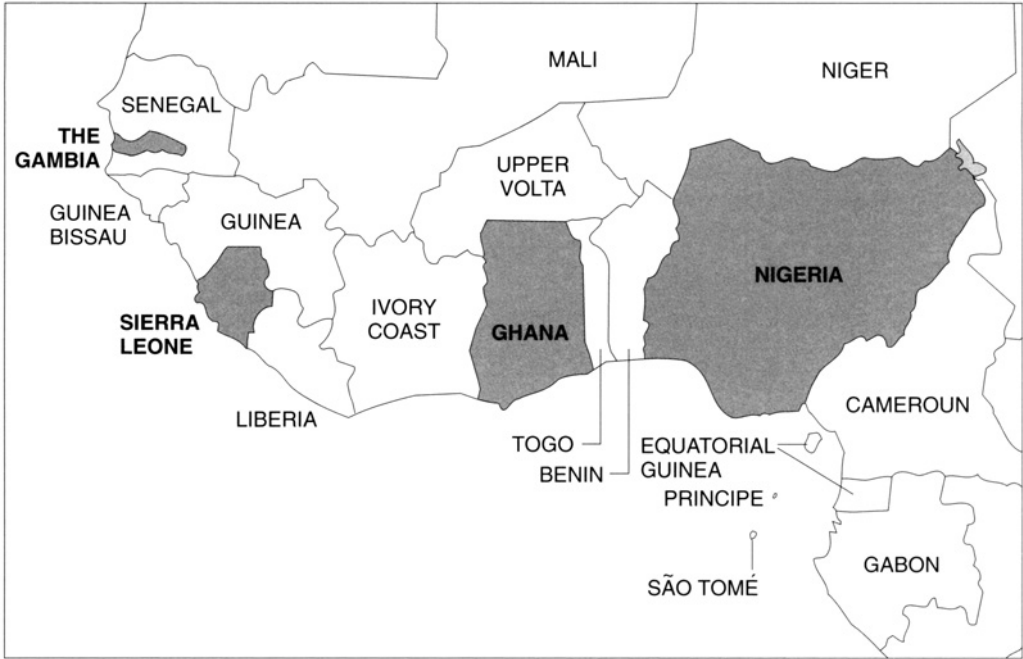 MALI
NIGER
SENEGAL
THE
GAMBIA
UPPER
VOLTA
GUINEA
BISSAU
GUINEA
NIGERIA
IVORY
COAST
SIERRA
LEONE
GHANA
LIBERIA
CAMEROUN
TOGO
EQUATORIAL
GUINEA
BENIN
PRINCIPE
GABON
SÃO TOMÉ